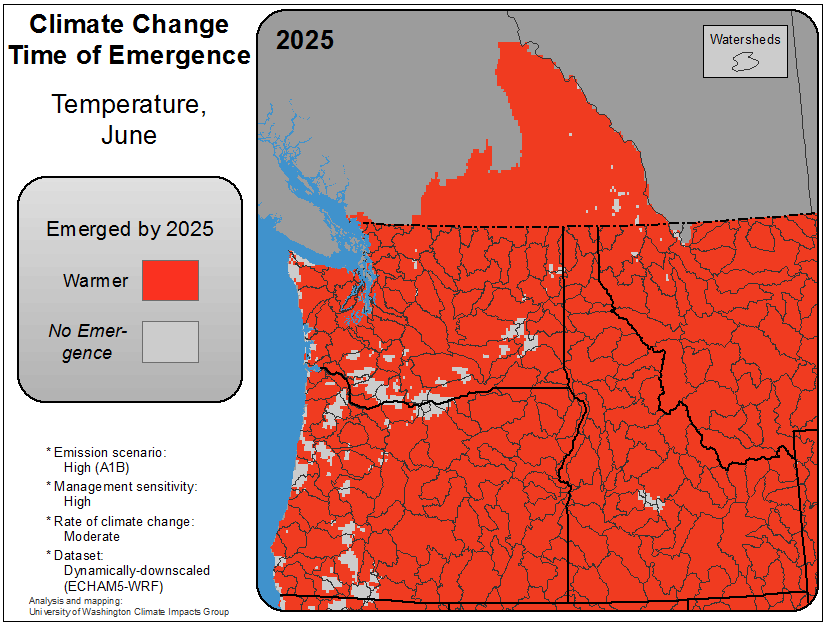 Climate Change
Time of Emergence
Temperature,
June
Emerged by 2025
Warmer
No Emer-
gence
* Emission scenario:
High (A1B)
* Management sensitivity:
High
* Rate of climate change:
Moderate
* Dataset:
Dynamically-downscaled
(ECHAM5-WRF)
Analysis and mapping:
University of Washington Climate Impacts Group
2025
Watersheds